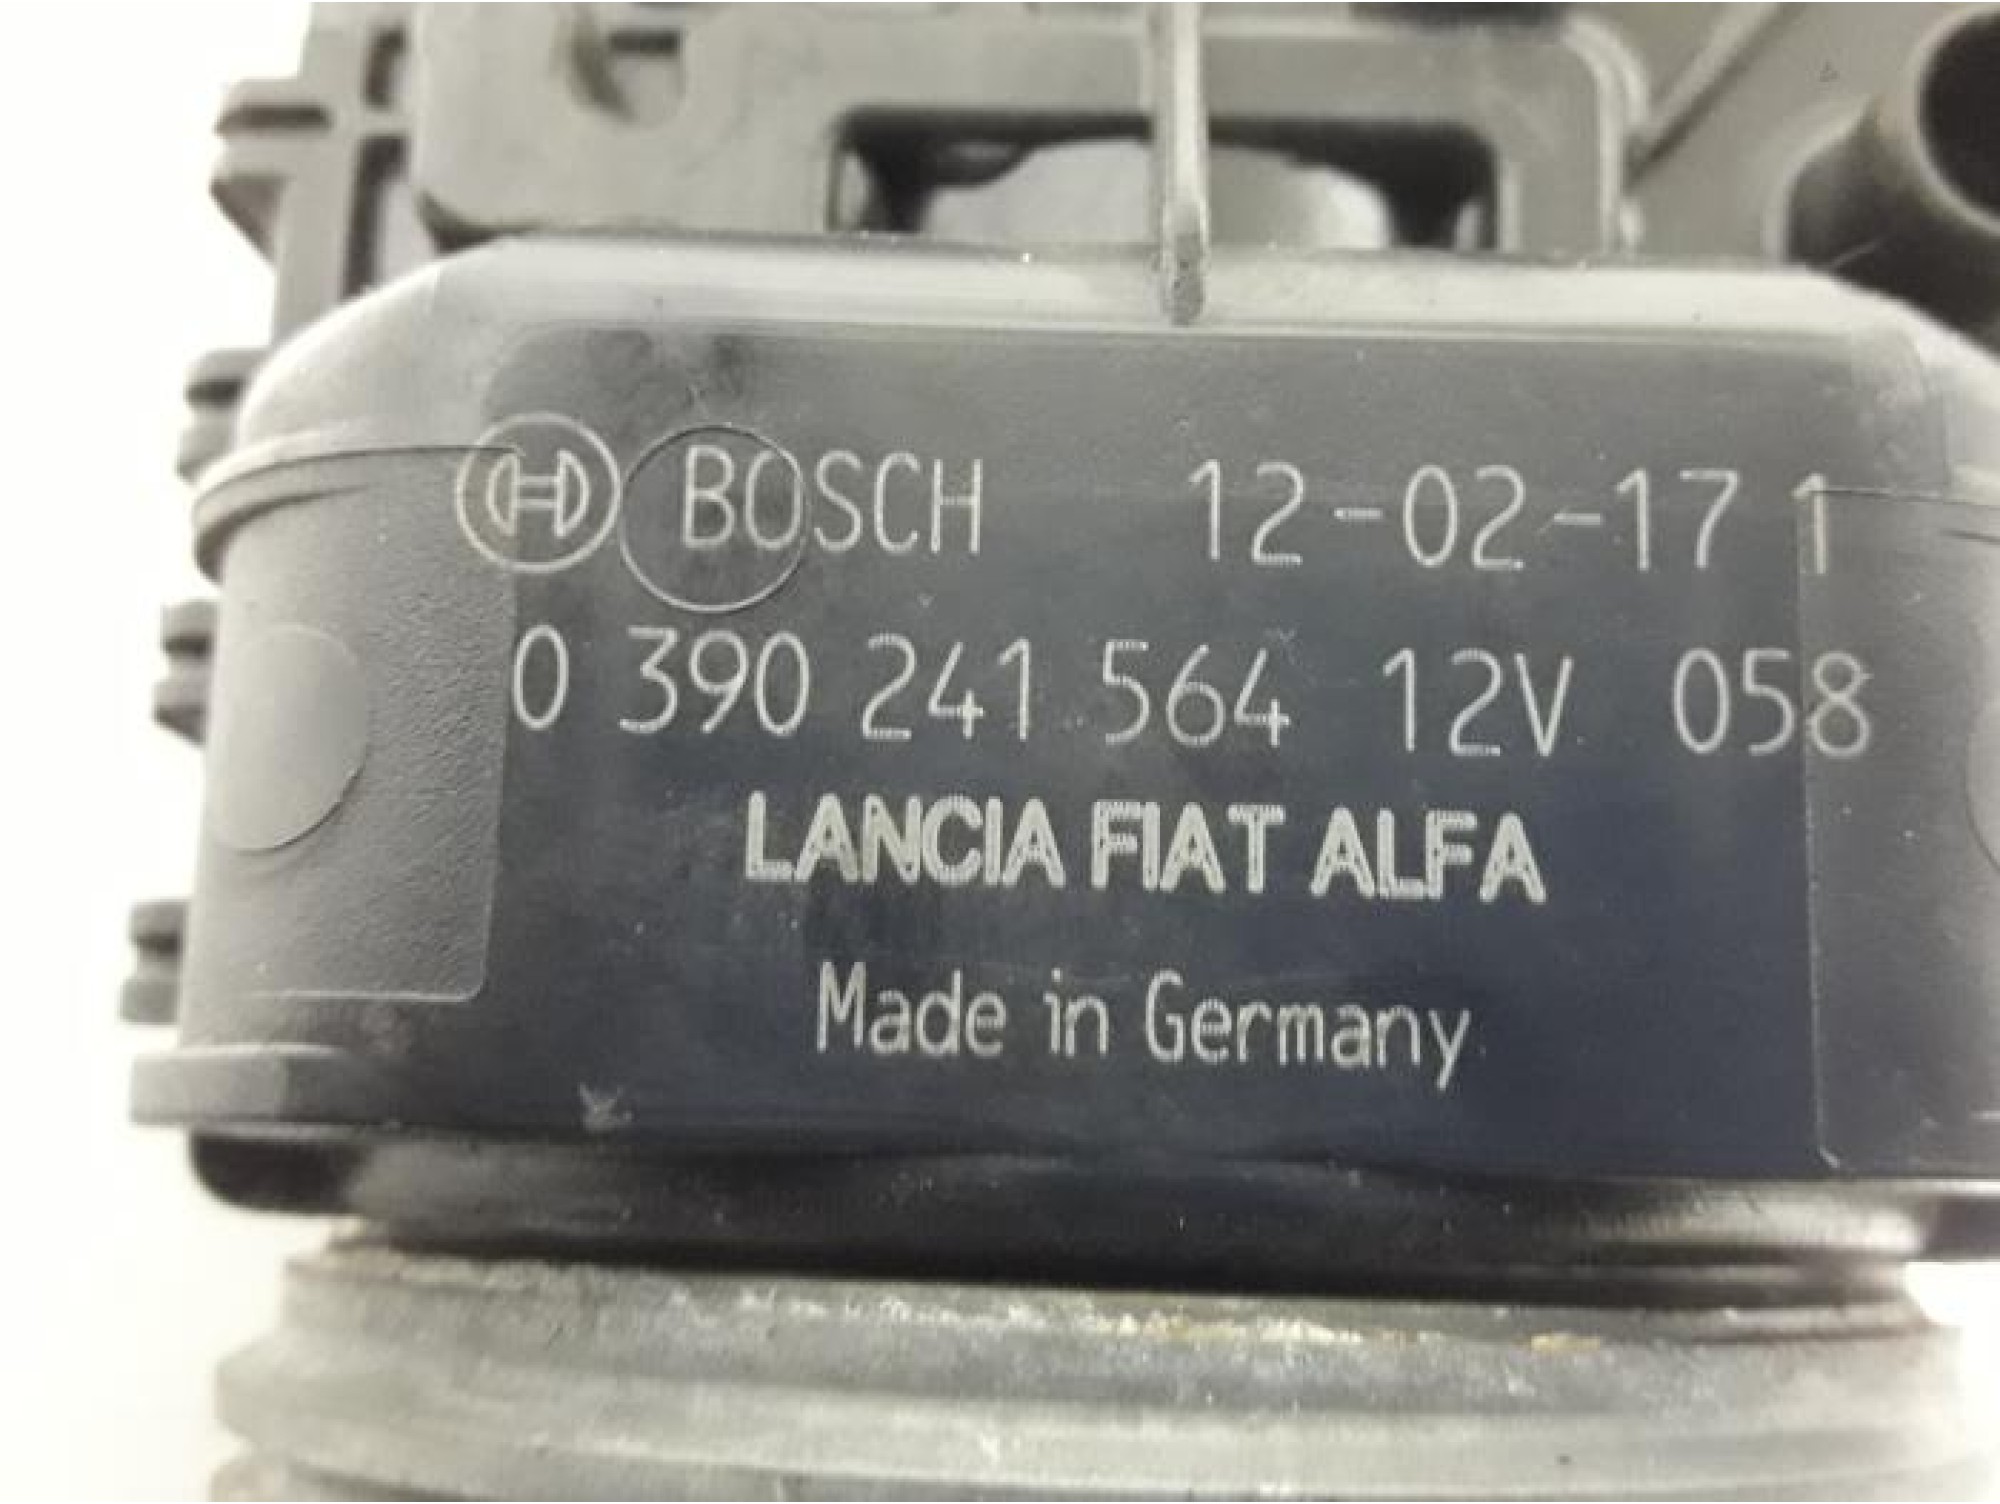 BOSCH 12-02-17 1
0 390 241 564 12V 058
LANCIA FIAT ALFA
Made in Germany